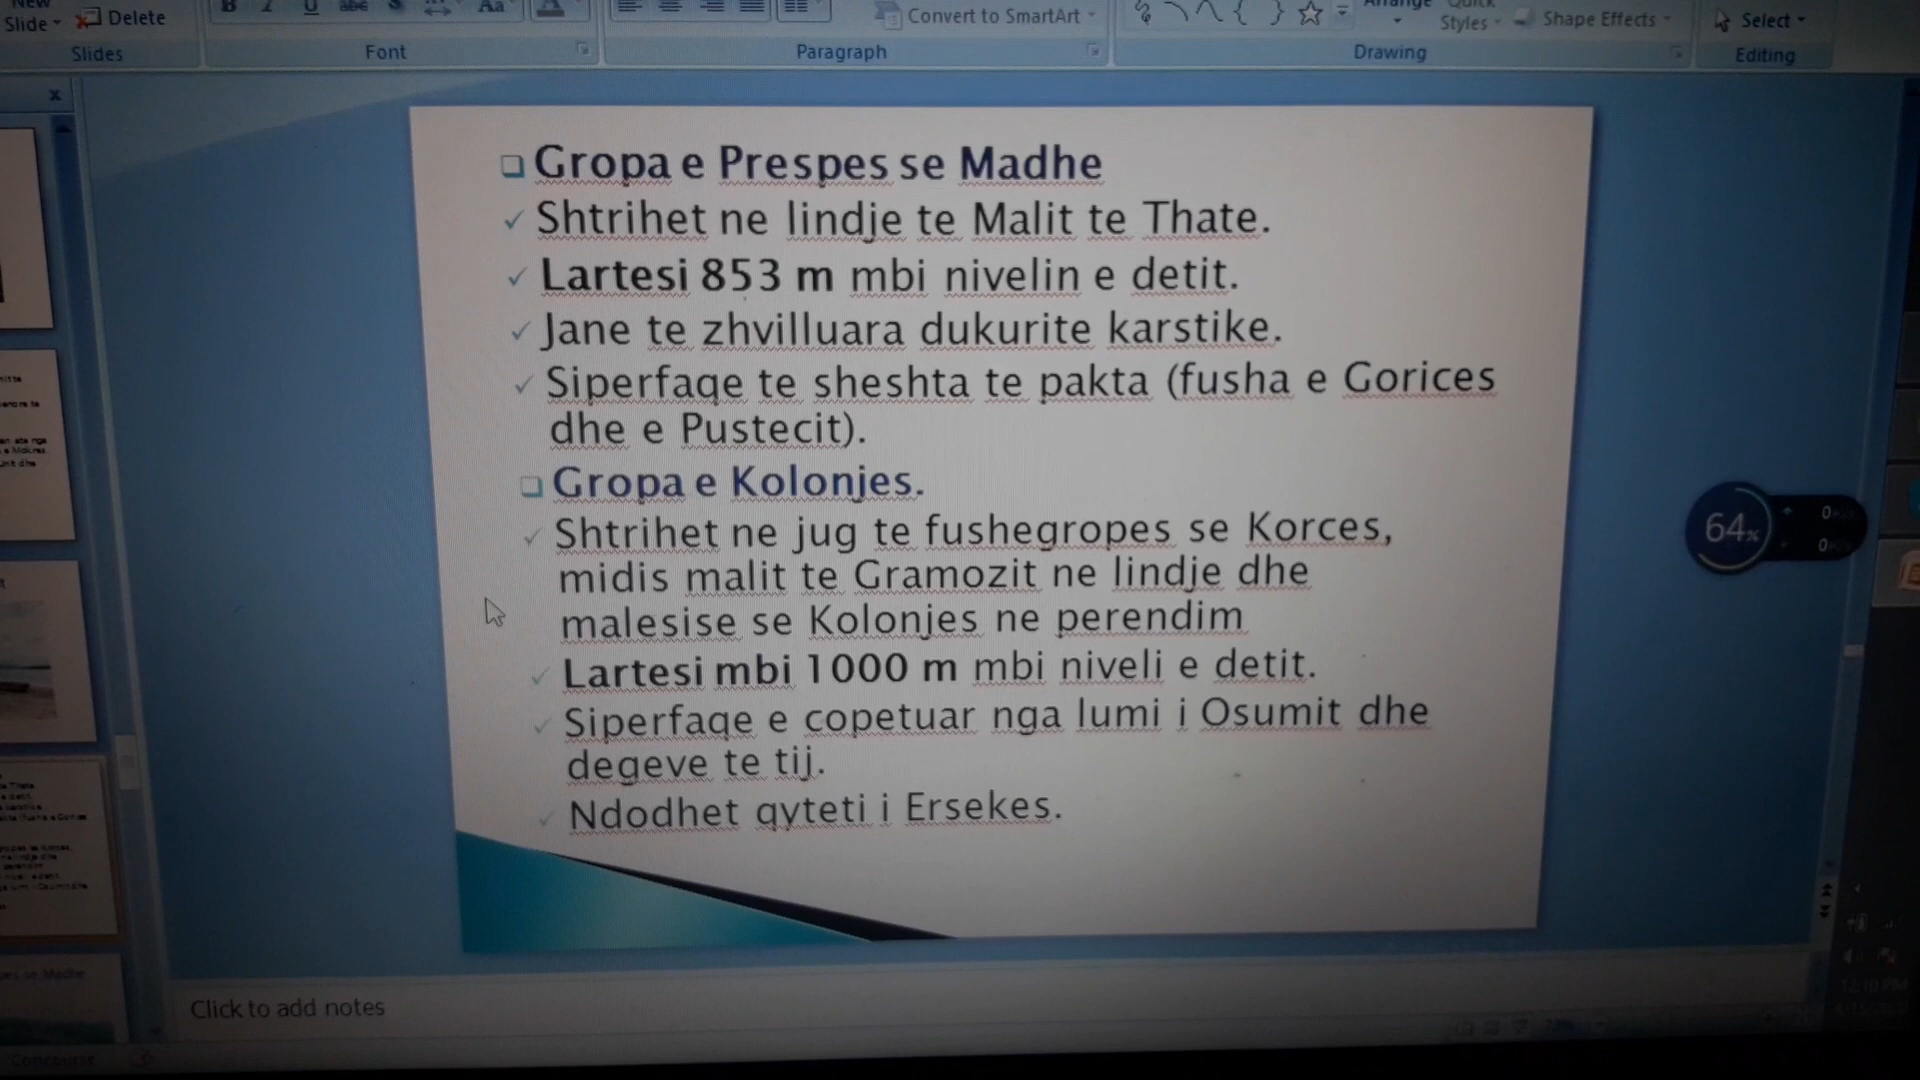 Slide
Delete
Slides
Font
Aa
Paragraph
Convert to SmartArt
Drawing
Styles
Shape Effects
Select
Editing
Gropa e Prespes se Madhe
Shtrihet ne lindje te Malit te Thate.
Lartesi 853 m mbi nivelin e detit.
Jane te zhvilluara dukurite karstike.
Siperfaqe te sheshta te pakta (fusha e Gorices
dhe e Pustecit).
Gropa e Kolonjes.
Shtrihet ne jug te fushegropes se Korces,
midis malit te Gramozit ne lindje dhe
malesise se Kolonjes ne perendim
Lartesi mbi 1000 m mbi niveli e detit.
Siperfaqe e copetuar nga lumi i Osumit dhe
degeve te tij.
Ndodhet qyteti i Ersekes.
64%
Click to add notes
Concourse